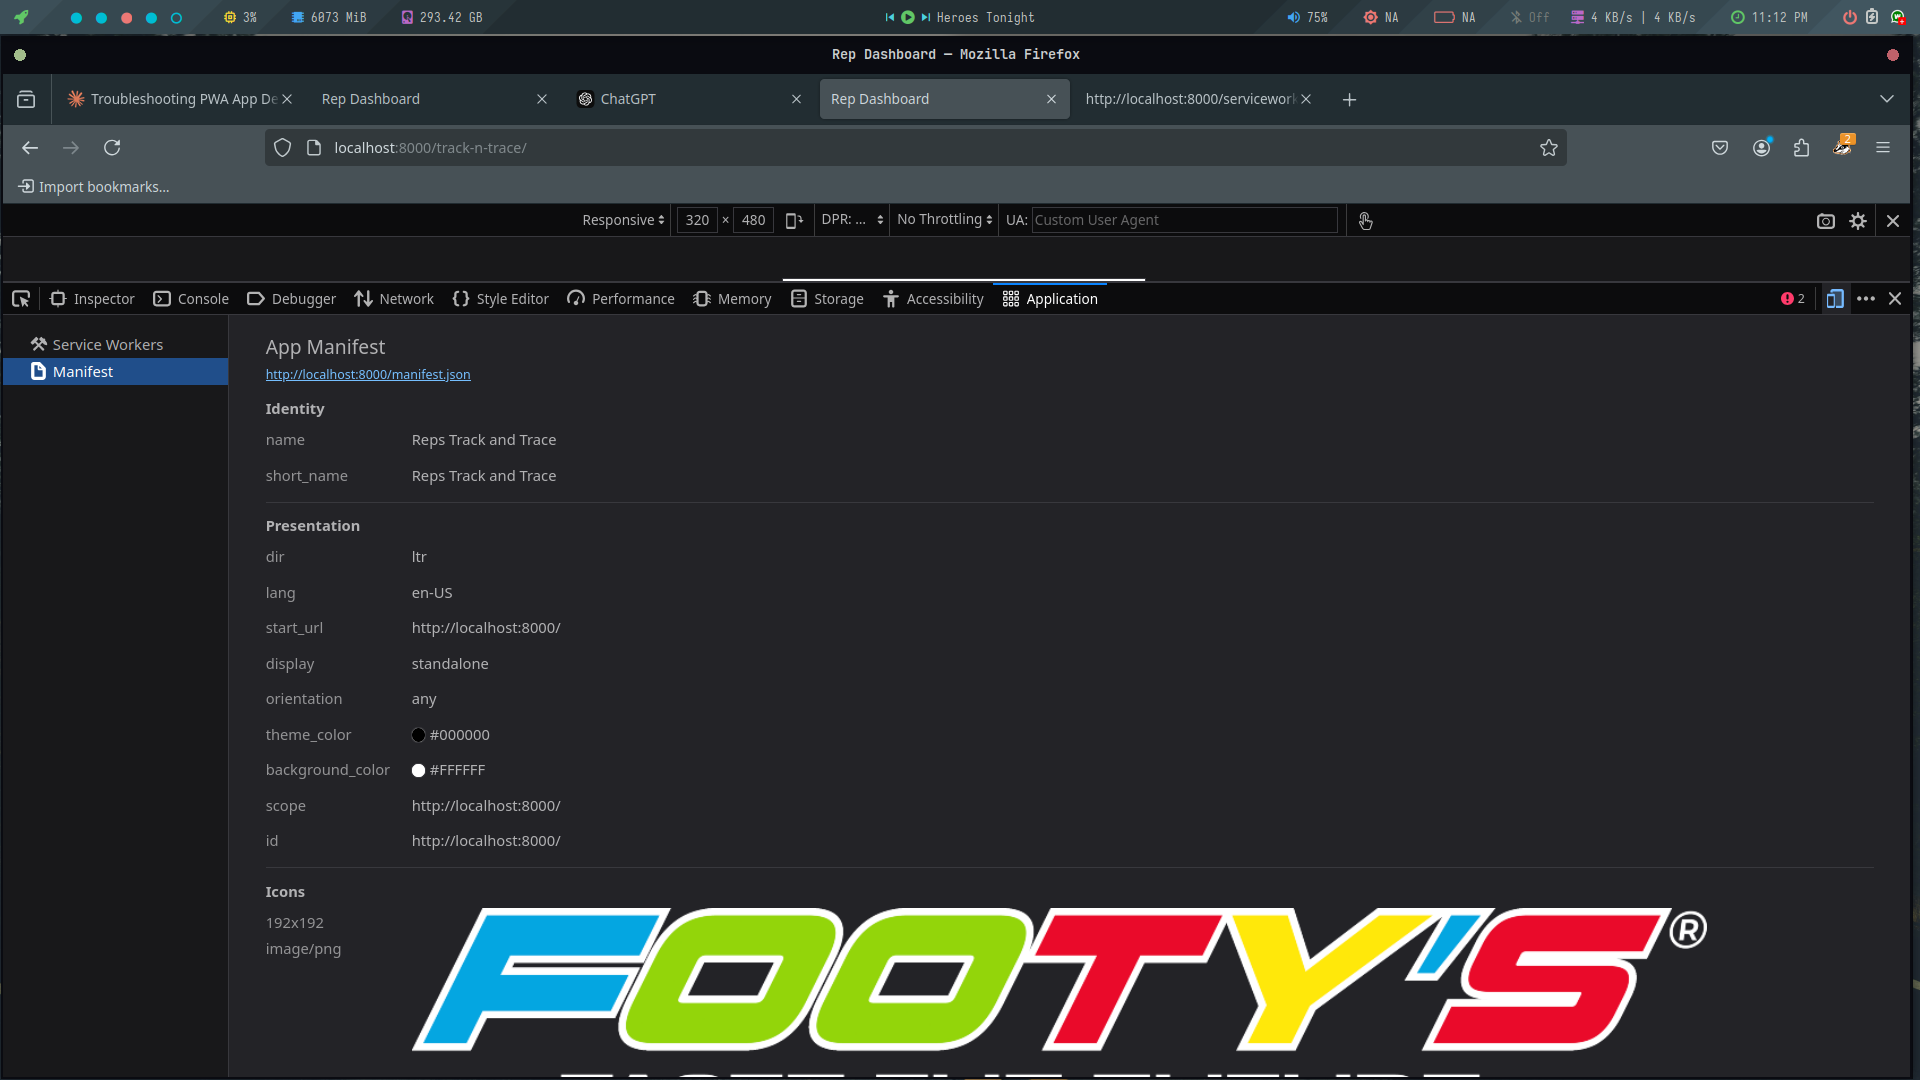 3%
6073 MiB
293.42 GB
Heroes Tonight
75%
NA
NA
Off
4 KB/s | 4 KB/s
11:12 PM
Rep Dashboard — Mozilla Firefox
Troubleshooting PWA App De
Rep Dashboard
ChatGPT
Rep Dashboard
http://localhost:8000/servicework
localhost:8000/track-n-trace/
2
Import bookmarks...
Responsive
320 × 480
DPR: ...
No Throttling
UA: Custom User Agent
Inspector
Console
Debugger
Network
Style Editor
Performance
Memory
Storage
Accessibility
Application
2
Service Workers
Manifest
App Manifest
http://localhost:8000/manifest.json
Identity
name Reps Track and Trace
short_name Reps Track and Trace
Presentation
dir ltr
lang en-US
start_url http://localhost:8000/
display standalone
orientation any
theme_color #000000
background_color #FFFFFF
scope http://localhost:8000/
id http://localhost:8000/
Icons
192x192
image/png
FOOTY'S®